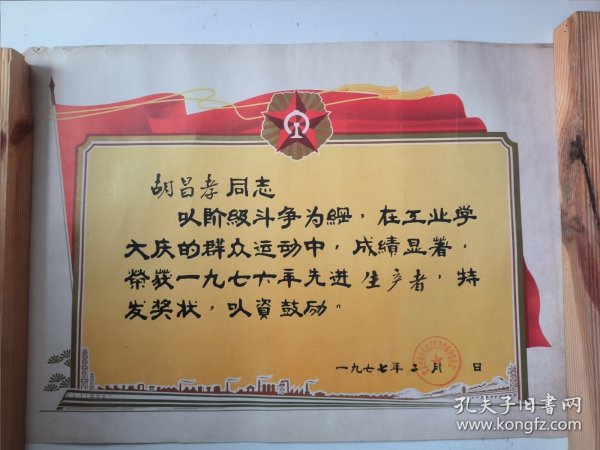 胡昌孝同志
以阶级斗争为纲，在工业学
大庆的群众运动中，成績显著，
荣获一九七六年先进生产者，特
发奖状，以資鼓励。
一九七七年二月 日
孔夫子旧书网
www.kongfz.com